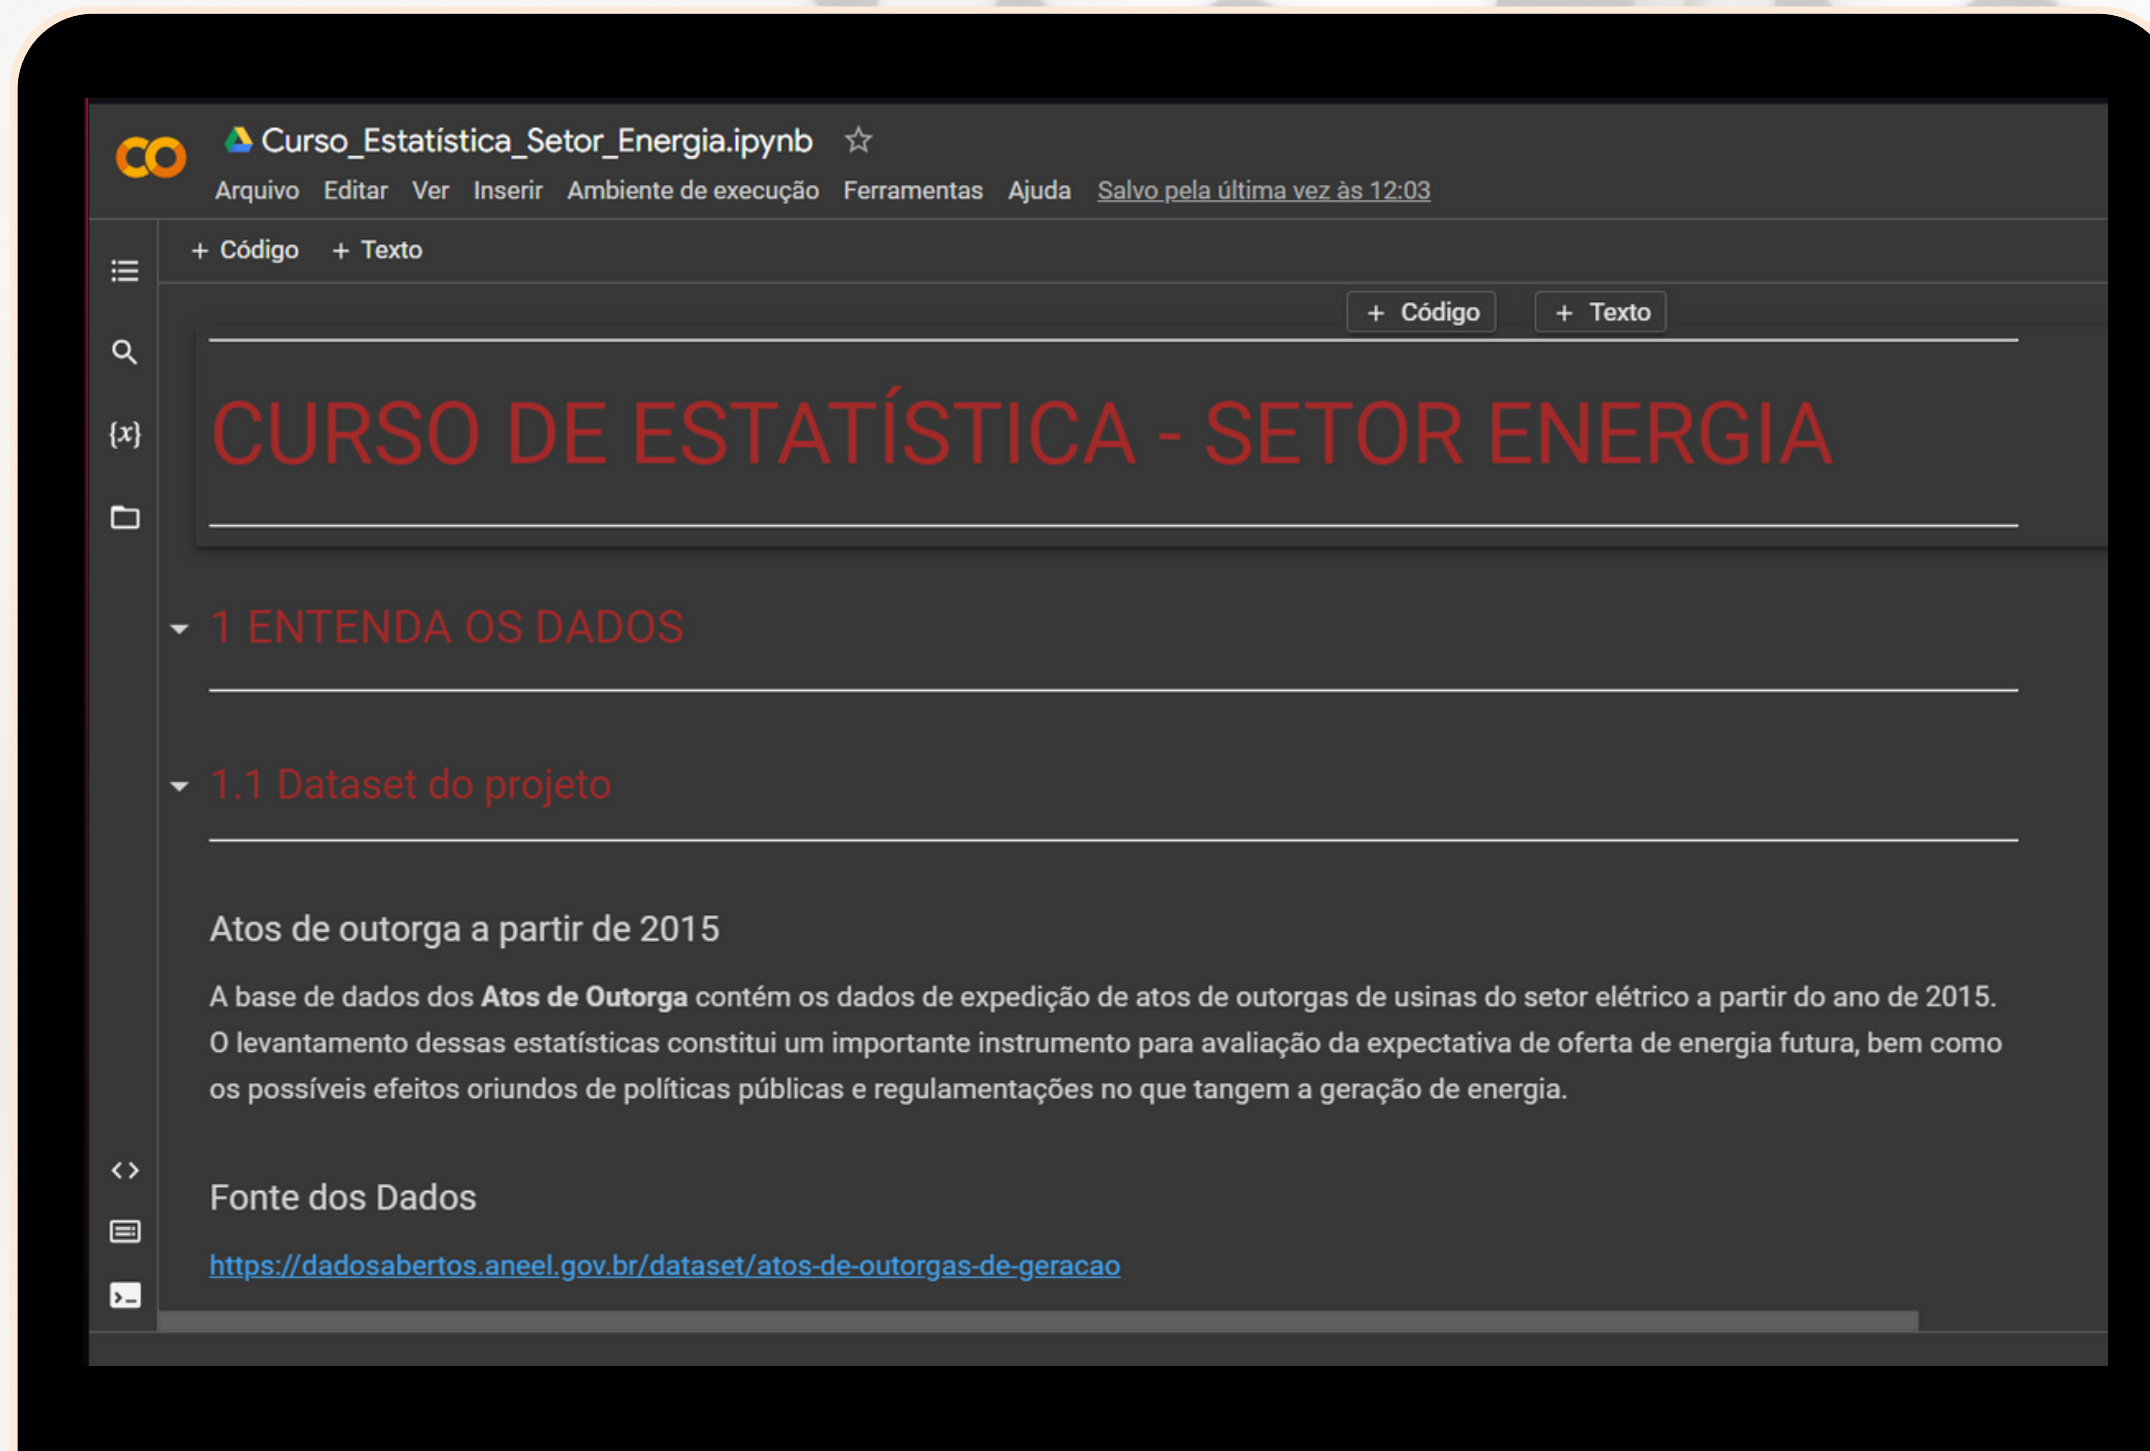 Curso_Estatística_Setor_Energia.ipynb
Arquivo Editar Ver Inserir Ambiente de execução Ferramentas Ajuda Salvo pela última vez às 12:03
+ Código + Texto
+ Código + Texto
CURSO DE ESTATÍSTICA - SETOR ENERGIA
{x}
1 ENTENDA OS DADOS
1.1 Dataset do projeto
Atos de outorga a partir de 2015
A base de dados dos Atos de Outorga contém os dados de expedição de atos de outorgas de usinas do setor elétrico a partir do ano de 2015.
O levantamento dessas estatísticas constitui um importante instrumento para avaliação da expectativa de oferta de energia futura, bem como
os possíveis efeitos oriundos de políticas públicas e regulamentações no que tangem a geração de energia.
Fonte dos Dados
https://dadosabertos.aneel.gov.br/dataset/atos-de-outorgas-de-geracao